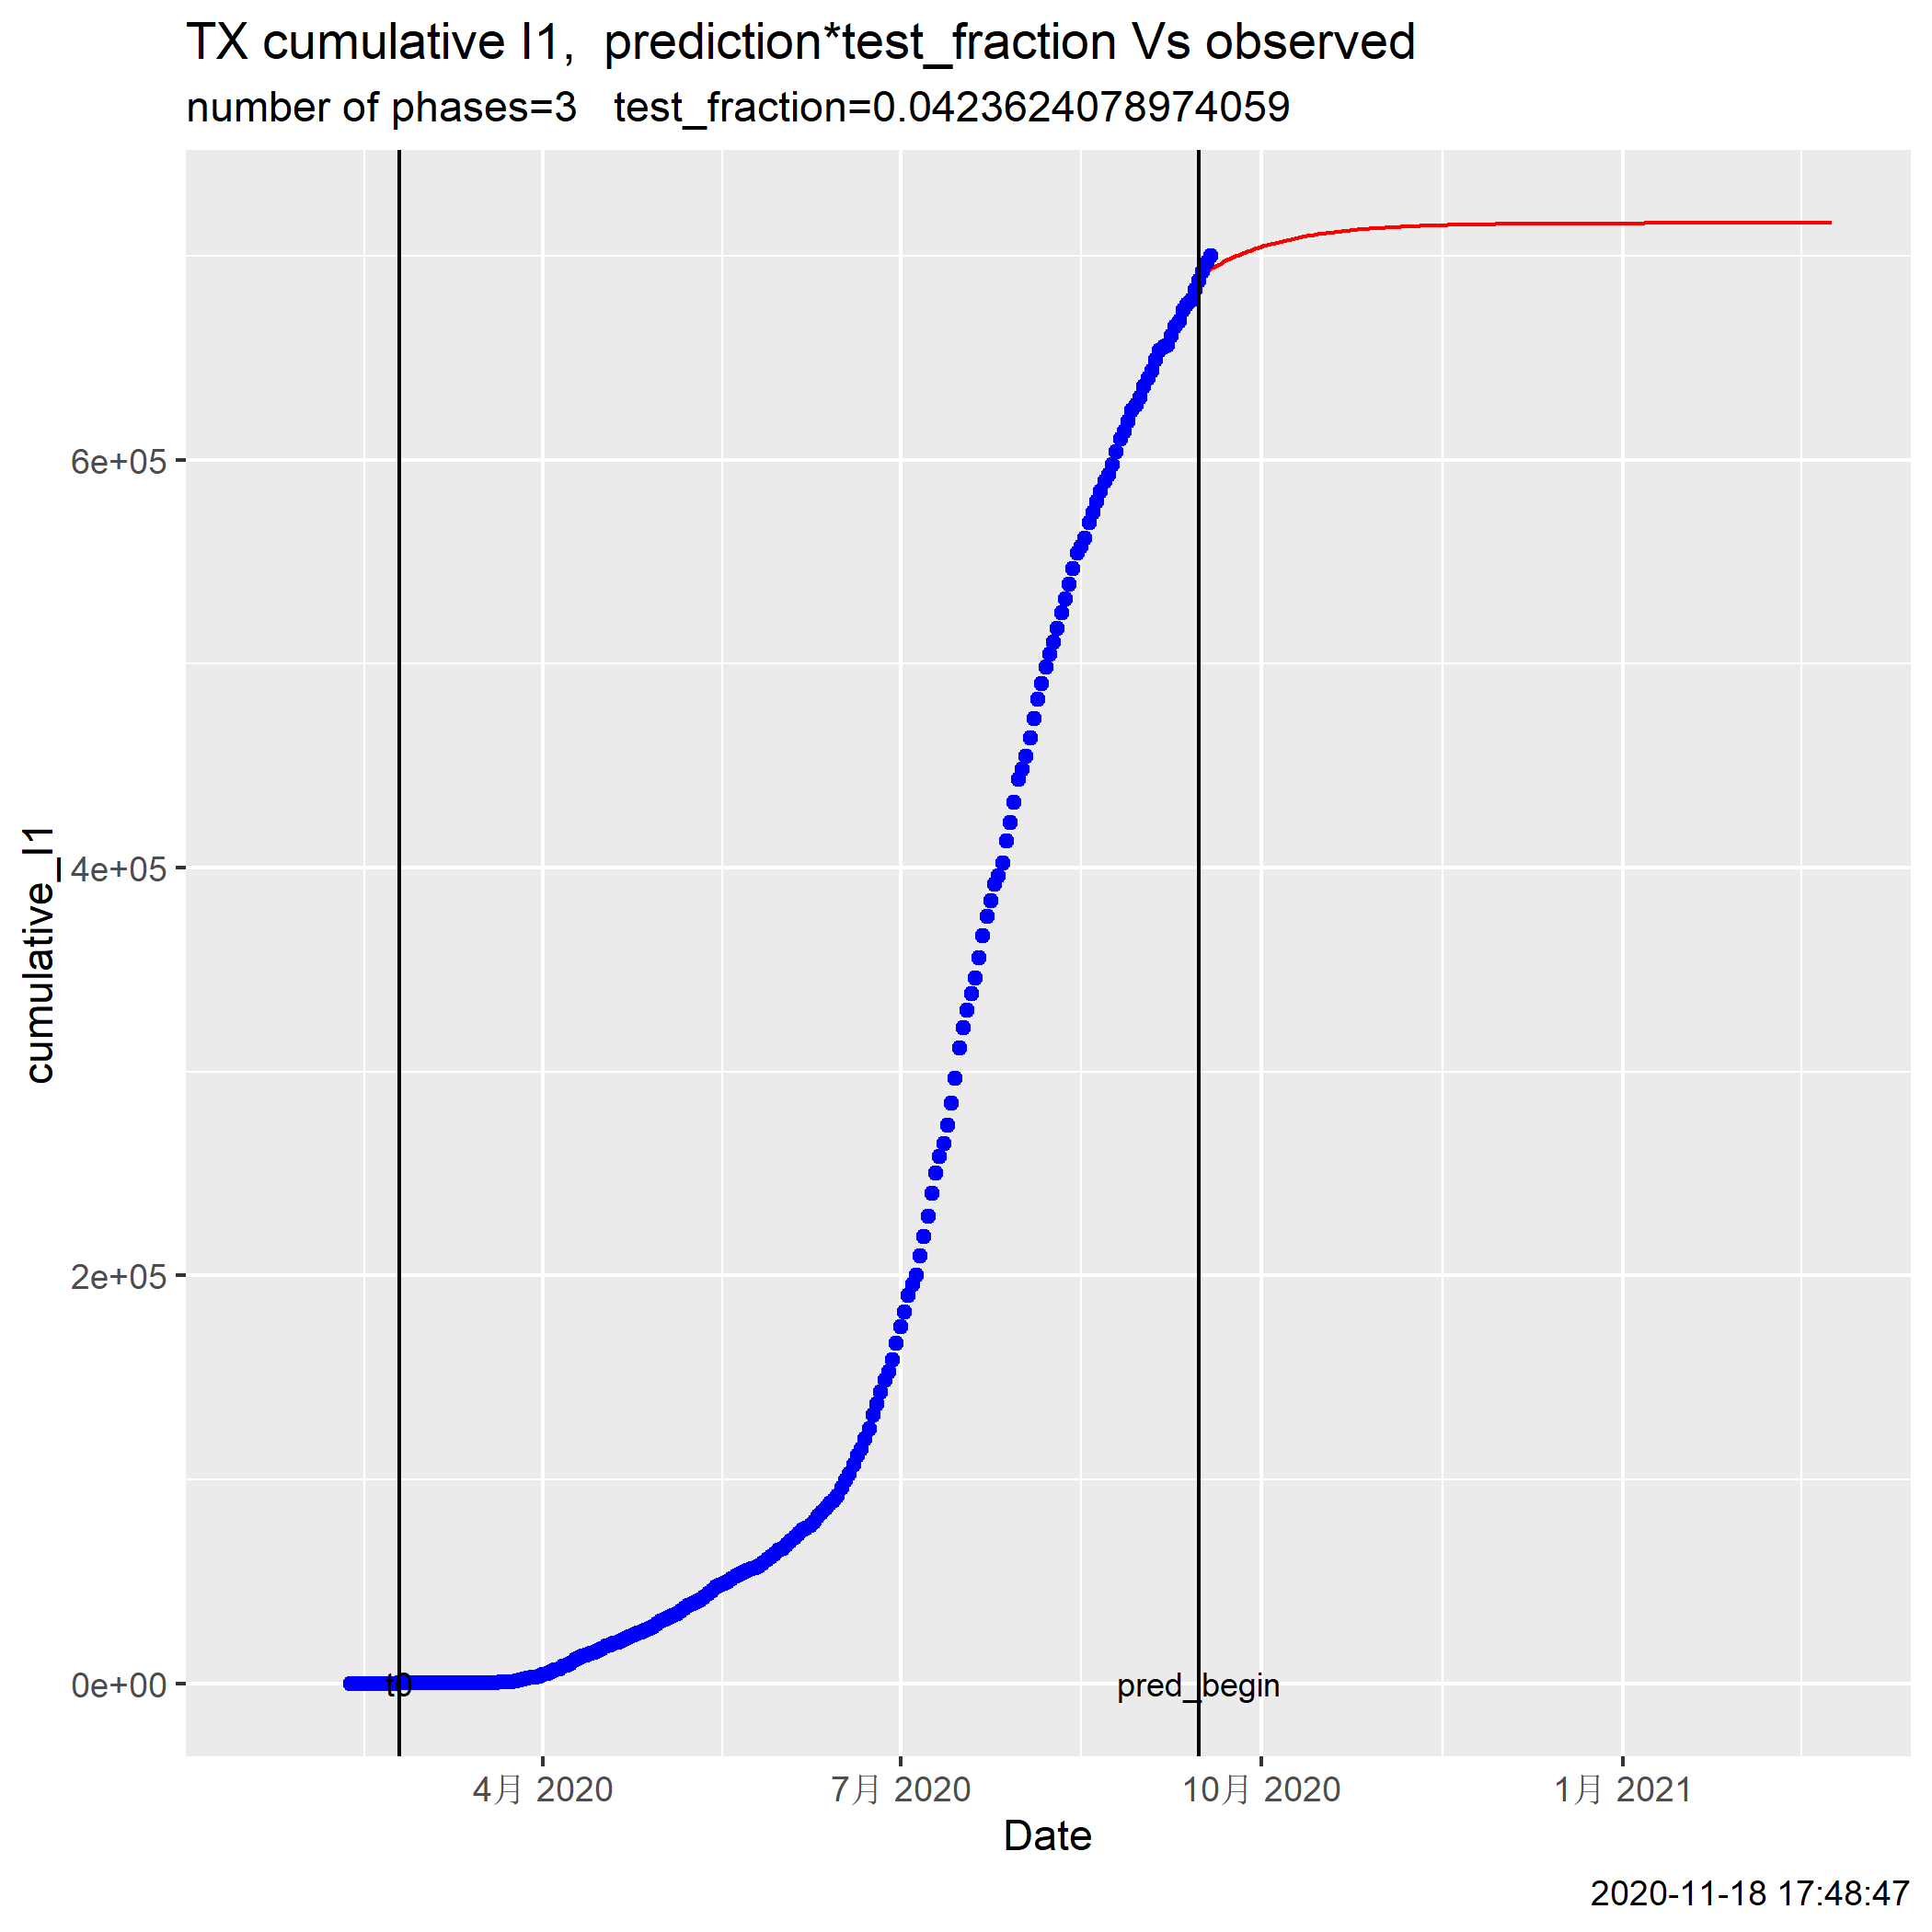 TX cumulative I1,  prediction*test_fraction Vs observed
number of phases=3   test_fraction=0.0423624078974059
cumulative_I1
6e+05
4e+05
2e+05
0e+00
t0
pred_begin
4月 2020
7月 2020
10月 2020
1月 2021
Date
2020-11-18 17:48:47